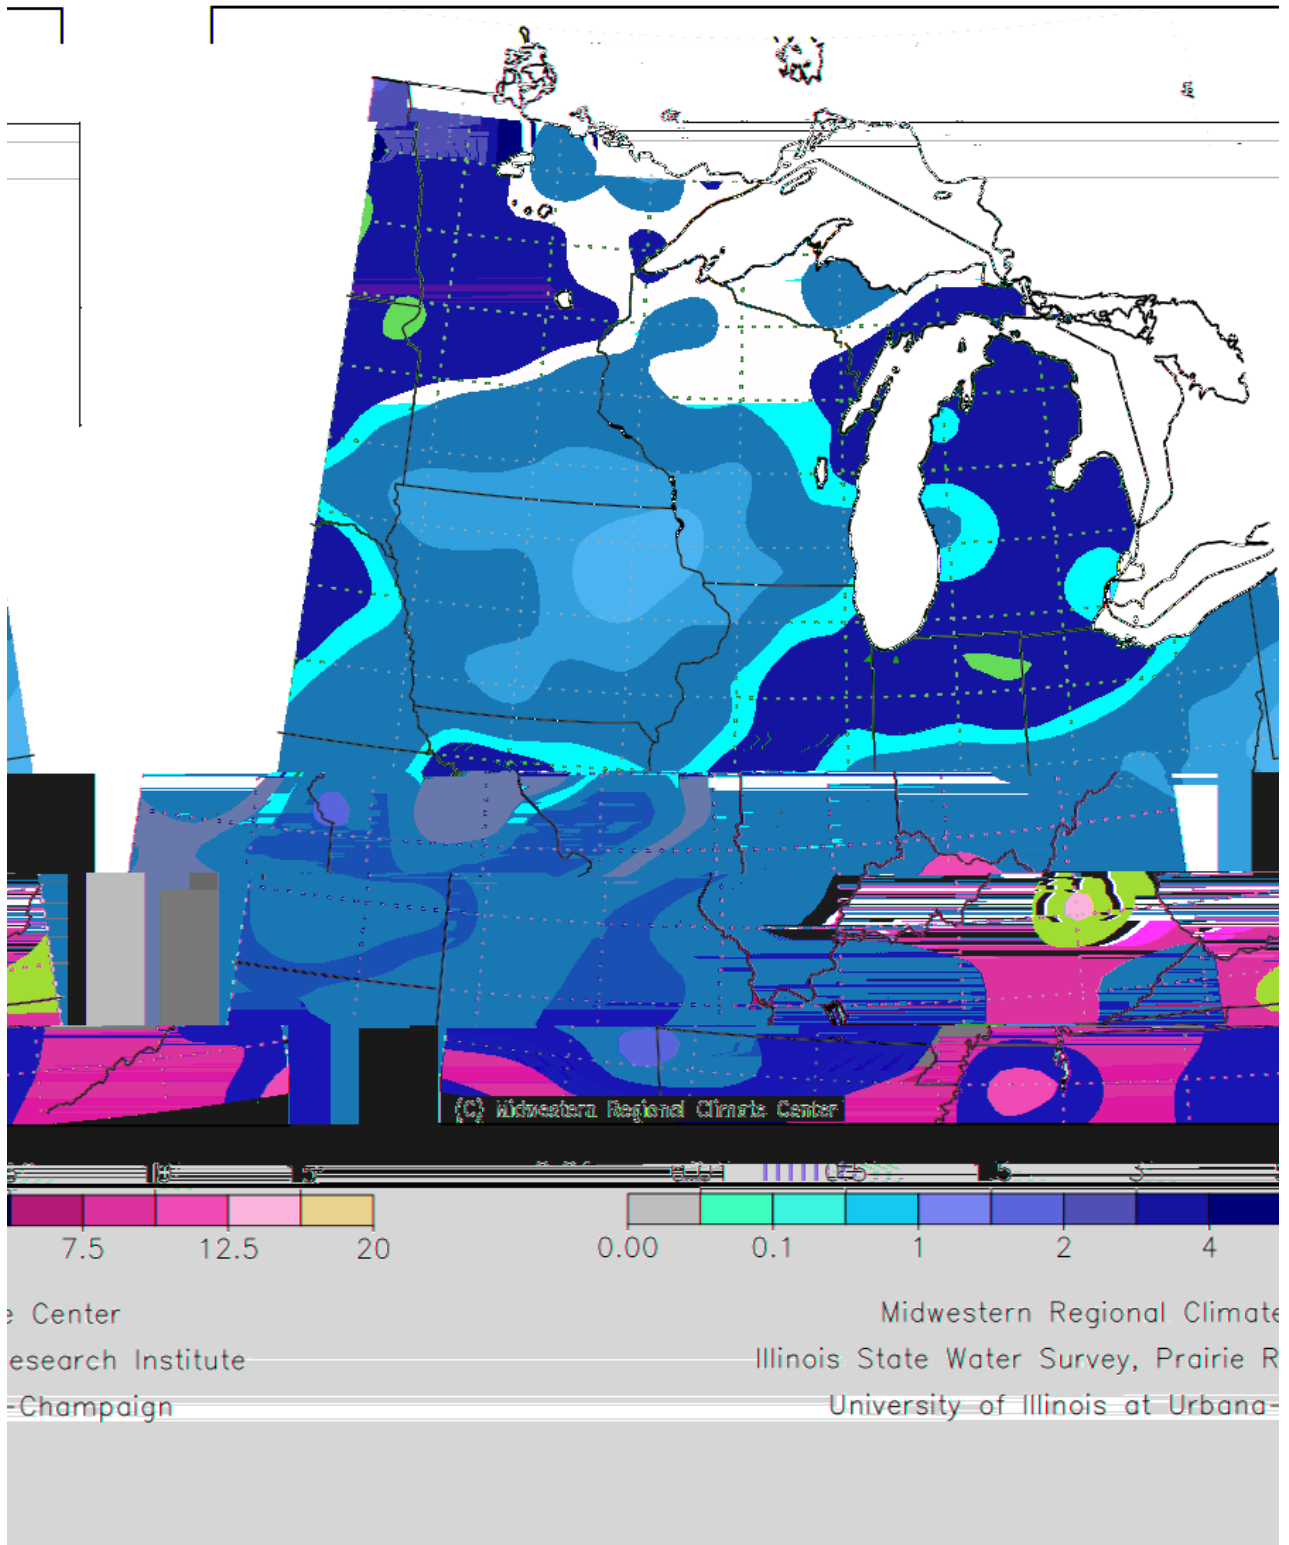 (C) Midwestern Regional Climate Center
7.5 12.5 20 0.00 0.1 1 2 4
e Center Midwestern Regional Climate
esearch Institute Illinois State Water Survey, Prairie R
-Champaign University of Illinois at Urbana-